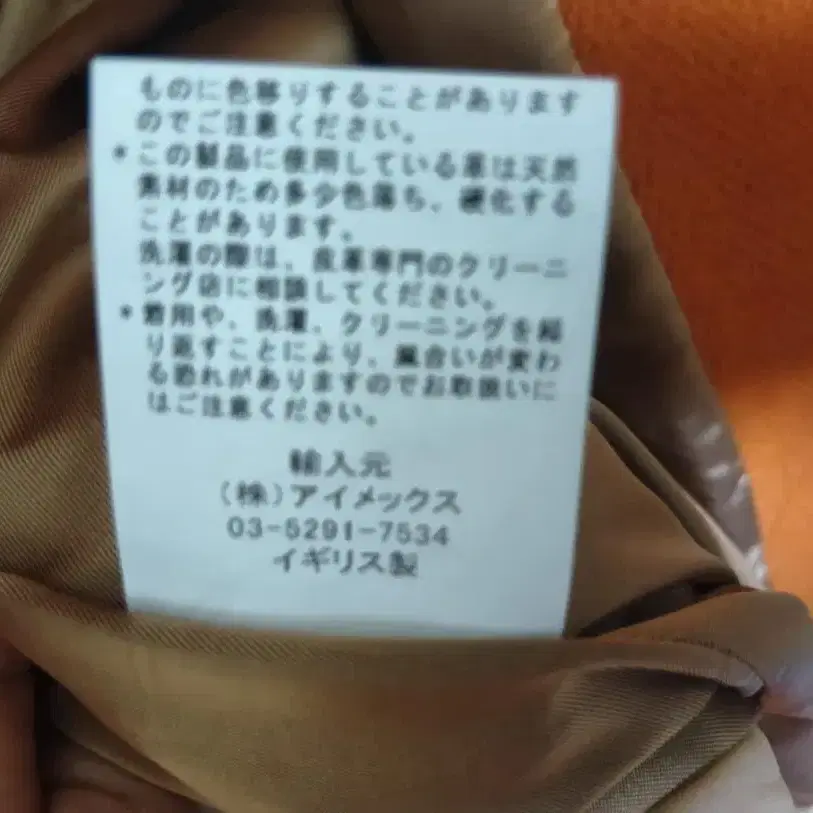 ものに色移りすることがあります
のでご注意ください。
*この製品に使用している革は天然
素材のため多少色落ち、硬化する
ことがあります。
洗濯の際は、皮革専門のクリーニ
ング店に相談してください。
*着用や、洗濯、クリーニングを繰
り返すことにより、風合いが変わ
る恐れがありますのでお取扱いに
はご注意ください。
輸入元
(株)アイメックス
03-5291-7534
イギリス製